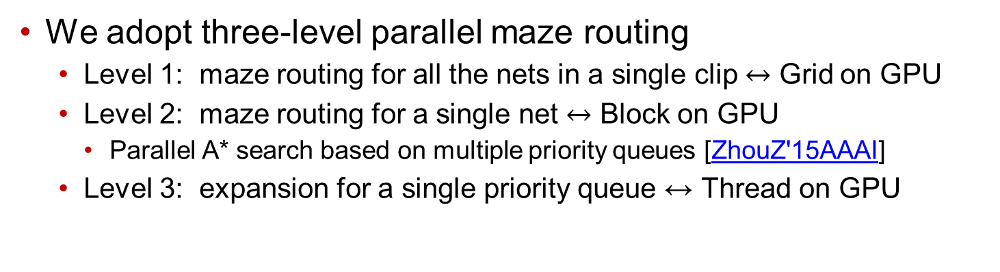 • We adopt three-level parallel maze routing
• Level 1: maze routing for all the nets in a single clip ↔ Grid on GPU
• Level 2: maze routing for a single net ↔ Block on GPU
• Parallel A* search based on multiple priority queues [ZhouZ'15AAAI]
• Level 3: expansion for a single priority queue ↔ Thread on GPU